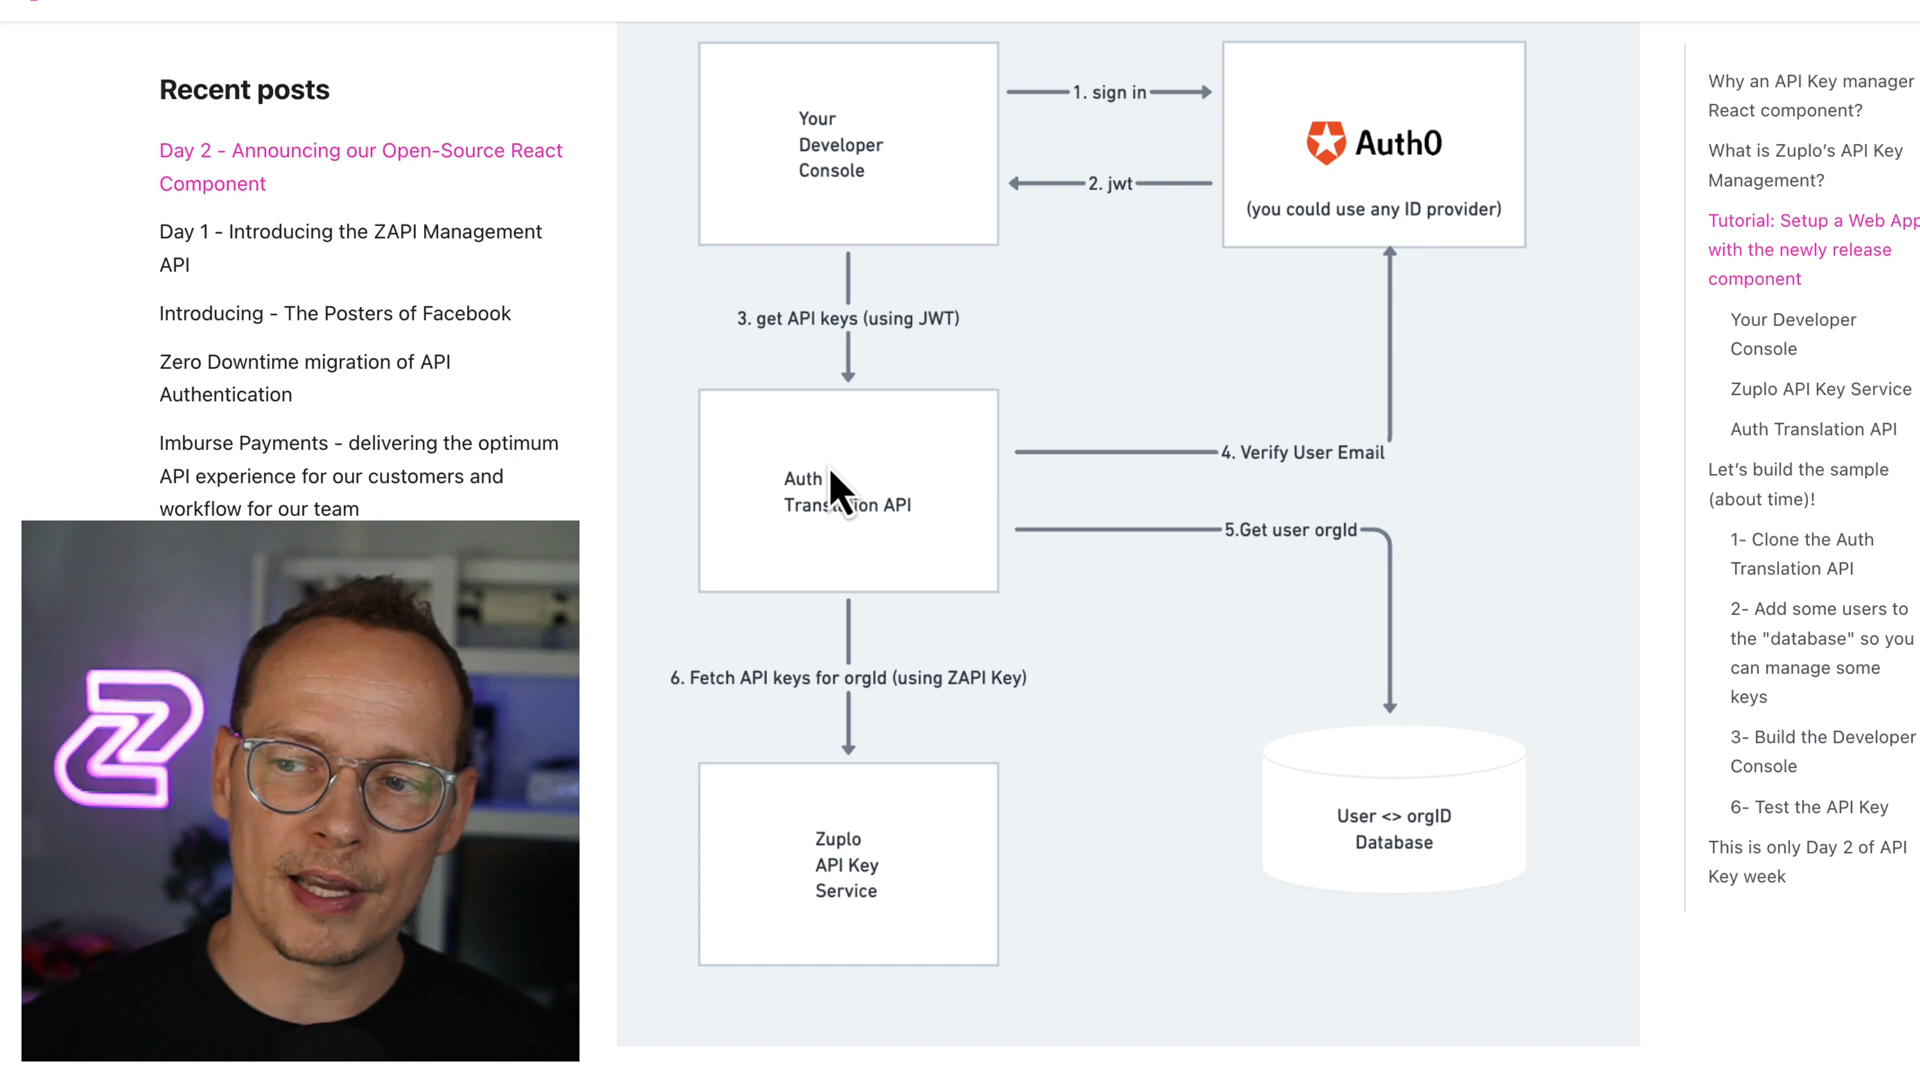 Recent posts
Day 2 - Announcing our Open-Source React
Component
Day 1 - Introducing the ZAPI Management
API
Introducing - The Posters of Facebook
Zero Downtime migration of API
Authentication
Imburse Payments - delivering the optimum
API experience for our customers and
workflow for our team
Your
Developer
Console
1. sign in
2. jwt
Auth0
(you could use any ID provider)
3. get API keys (using JWT)
Auth
Translation API
4. Verify User Email
5.Get user orgId
6. Fetch API keys for orgId (using ZAPI Key)
Zuplo
API Key
Service
User <> orgID
Database
Why an API Key manager
React component?
What is Zuplo’s API Key
Management?
Tutorial: Setup a Web App
with the newly release
component
Your Developer
Console
Zuplo API Key Service
Auth Translation API
Let’s build the sample
(about time)!
1- Clone the Auth
Translation API
2- Add some users to
the "database" so you
can manage some
keys
3- Build the Developer
Console
6- Test the API Key
This is only Day 2 of API
Key week